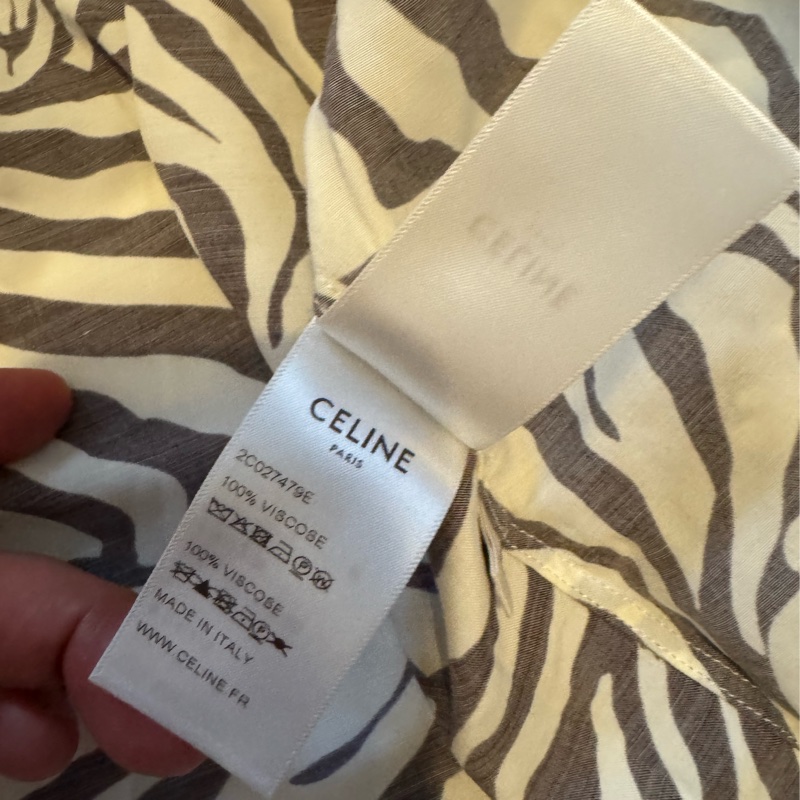 CELINE
CELINE
PARIS
2C027479E
100% VISCOSE
100% VISCOSE
MADE IN ITALY
WWW.CELINE.FR